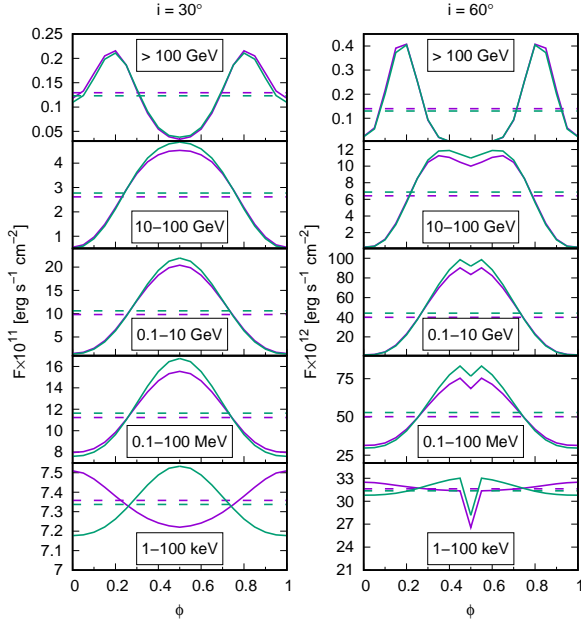 i = 30° i = 60°
0.25 0.2 0.15 0.1 0.05 > 100 GeV
0.4 0.3 0.2 0.1 > 100 GeV
4 3 2 1 10–100 GeV
12 10 8 6 4 2 0 10–100 GeV
20 15 10 5 0.1–10 GeV
100 80 60 40 20 0.1–10 GeV
16 14 12 10 8 0.1–100 MeV
75 50 25 0.1–100 MeV
7.5 7.4 7.3 7.2 7.1 7 1–100 keV
33 30 27 24 21 1–100 keV
F×10¹¹ [erg s⁻¹ cm⁻²]
F×10¹² [erg s⁻¹ cm⁻²]
0 0.2 0.4 0.6 0.8 1
0 0.2 0.4 0.6 0.8 1
ϕ ϕ